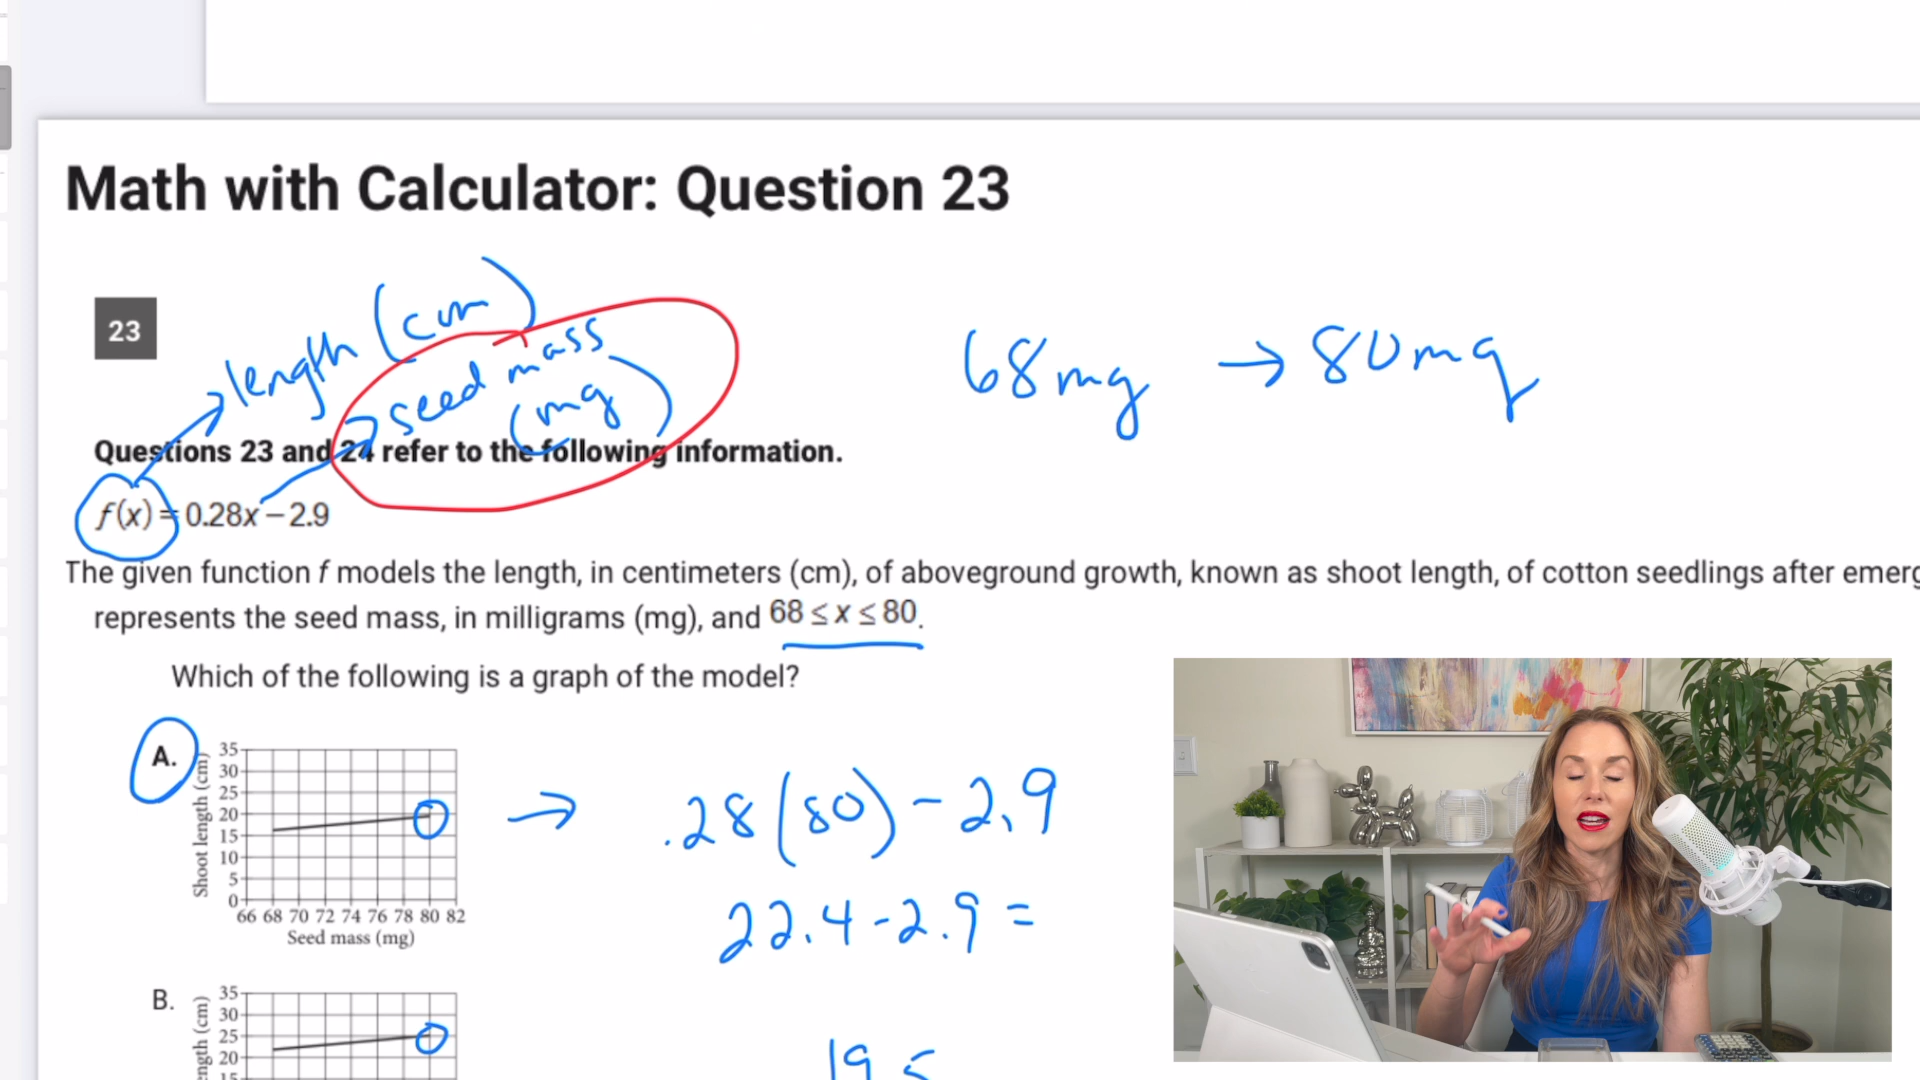 Math with Calculator: Question 23
23
length (cm)
seed mass
(mg)
68mg → 80mg
Questions 23 and 24 refer to the following information.
f(x) = 0.28x − 2.9
The given function f models the length, in centimeters (cm), of aboveground growth, known as shoot length, of cotton seedlings after emerg
represents the seed mass, in milligrams (mg), and 68 ≤ x ≤ 80.
Which of the following is a graph of the model?
A.
Shoot length (cm)
35
30
25
20
15
10
5
0
66 68 70 72 74 76 78 80 82
Seed mass (mg)
→ .28(80) - 2.9
22.4 - 2.9 =
B.
ngth (cm)
35
30
25
20
15